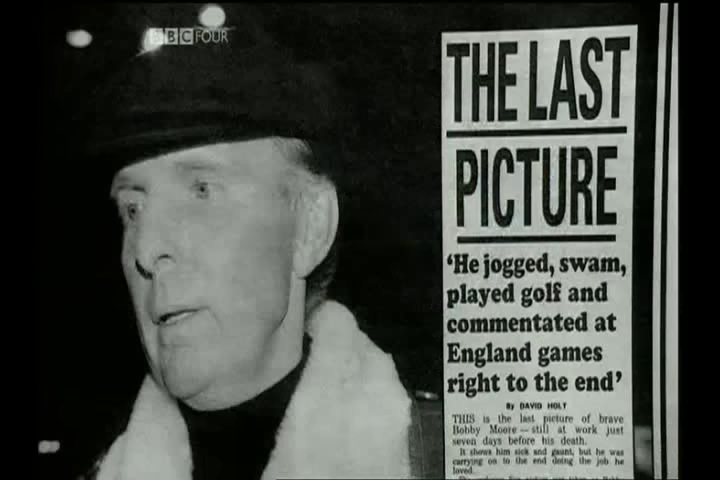 BBC FOUR
THE LAST
PICTURE
'He jogged, swam,
played golf and
commentated at
England games
right to the end'
By DAVID HOLT
THIS is the last picture of brave
Bobby Moore — still at work just
seven days before his death.
It shows him sick and gaunt, but he was
carrying on to the end doing the job he
loved.